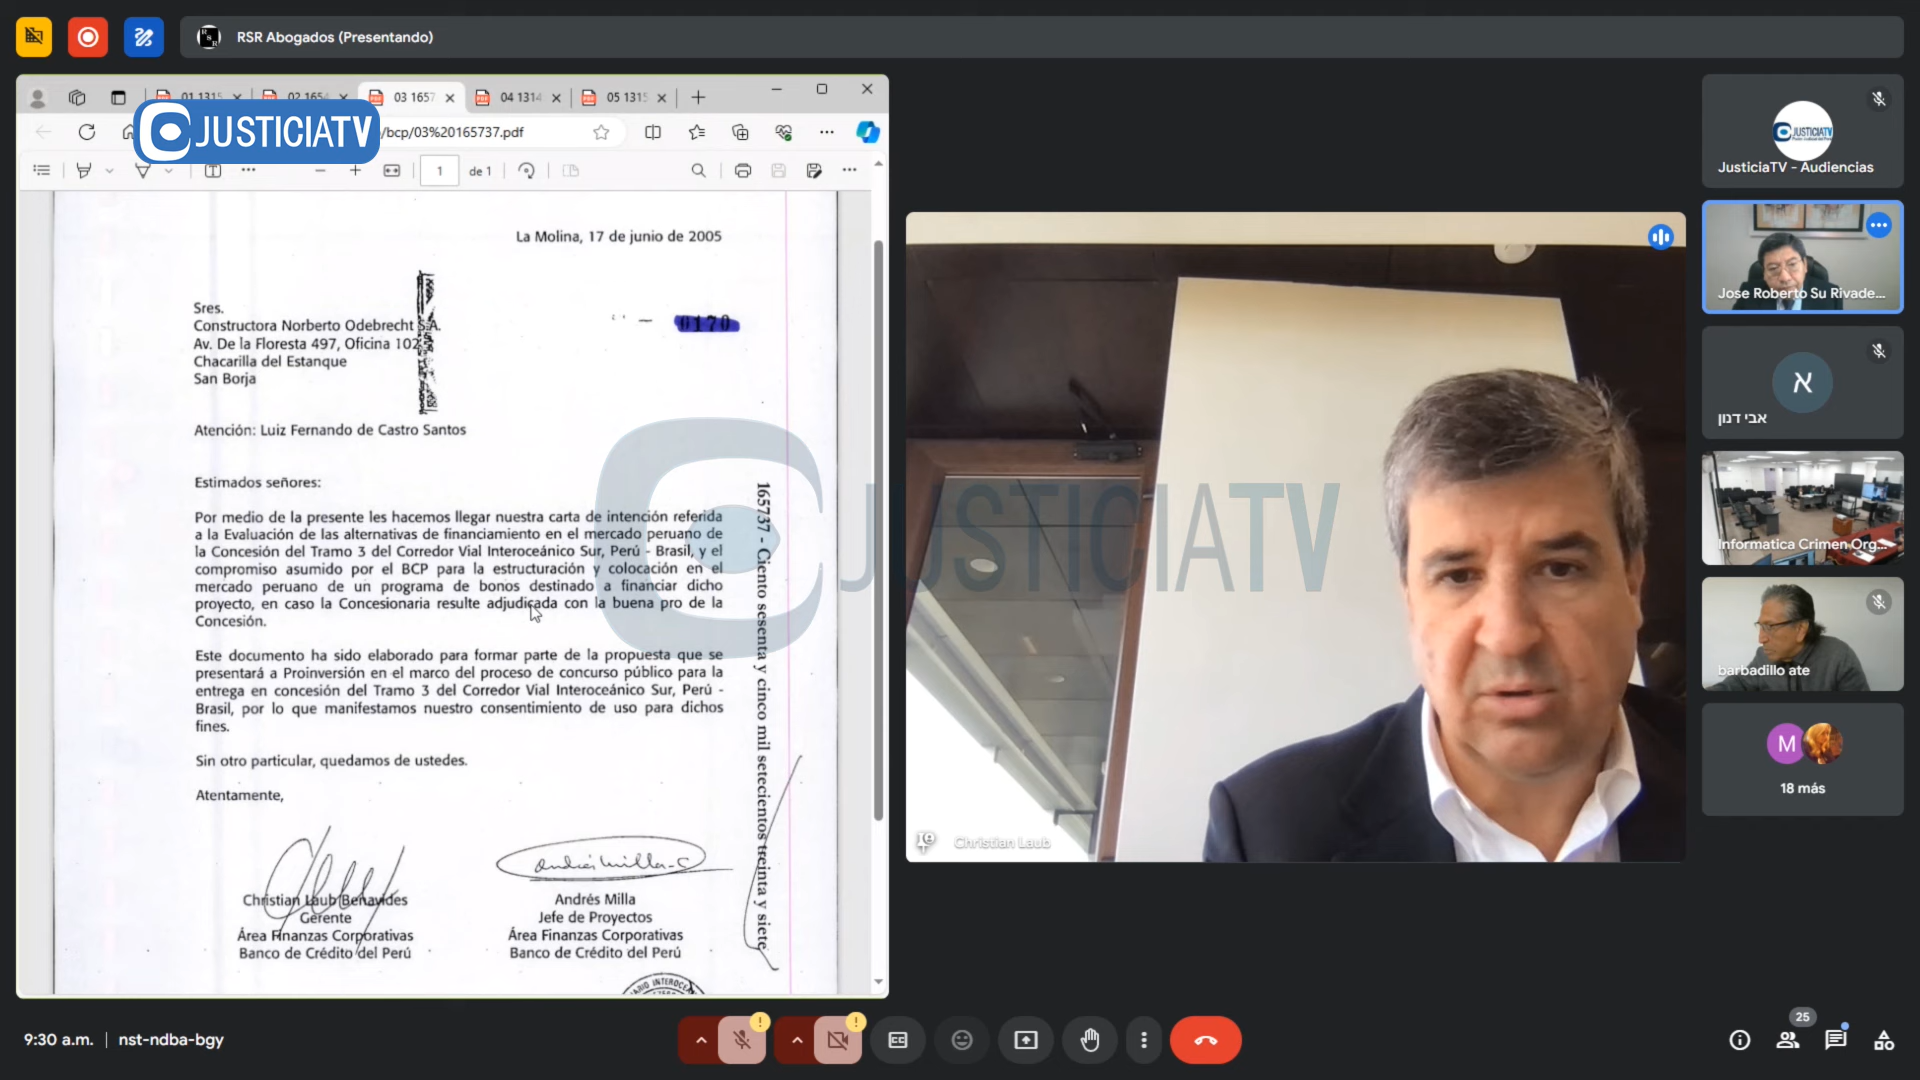 RSR Abogados (Presentando)
01 1315
02 1654
03 1657
04 1314
05 1315
JUSTICIATV
/bcp/03%20165737.pdf
1
de 1
La Molina, 17 de junio de 2005
0170
Sres.
Constructora Norberto Odebrecht S.A.
Av. De la Floresta 497, Oficina 102
Chacarilla del Estanque
San Borja
Atención: Luiz Fernando de Castro Santos
Estimados señores:
Por medio de la presente les hacemos llegar nuestra carta de intención referida
a la Evaluación de las alternativas de financiamiento en el mercado peruano de
la Concesión del Tramo 3 del Corredor Vial Interoceánico Sur, Perú - Brasil, y el
compromiso asumido por el BCP para la estructuración y colocación en el
mercado peruano de un programa de bonos destinado a financiar dicho
proyecto, en caso la Concesionaria resulte adjudicada con la buena pro de la
Concesión.
Este documento ha sido elaborado para formar parte de la propuesta que se
presentará a Proinversión en el marco del proceso de concurso público para la
entrega en concesión del Tramo 3 del Corredor Vial Interoceánico Sur, Perú -
Brasil, por lo que manifestamos nuestro consentimiento de uso para dichos
fines.
Sin otro particular, quedamos de ustedes.
Atentamente,
Andrés Milla C
Christian Laub Benavides
Gerente
Área Finanzas Corporativas
Banco de Crédito del Perú
Andrés Milla
Jefe de Proyectos
Área Finanzas Corporativas
Banco de Crédito del Perú
165737 - Ciento sesenta y cinco mil setecientos treinta y siete
JUSTICIATV
Christian Laub
JUSTICIATV
JusticiaTV - Audiencias
Jose Roberto Su Rivade...
א
אבי דנון
Informatica Crimen Org...
barbadillo ate
M
18 más
9:30 a.m.
nst-ndba-bgy
25